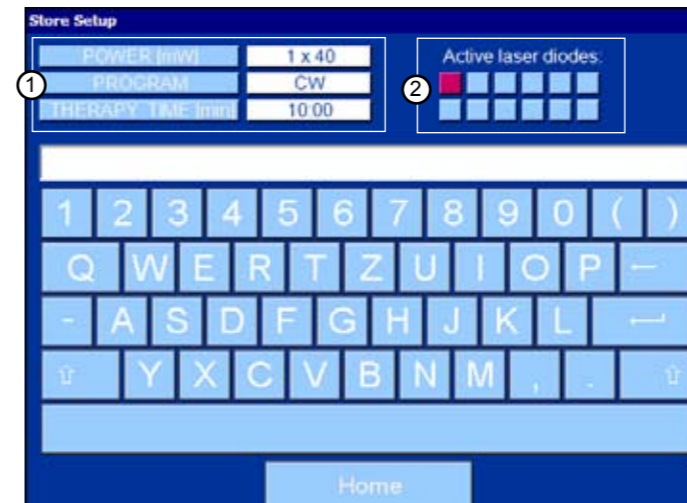 Store Setup
POWER [mW] 1 x 40
PROGRAM CW
THERAPY TIME [min] 10:00
1
Active laser diodes:
2
1 2 3 4 5 6 7 8 9 0 ( )
Q W E R T Z U I O P ←
- A S D F G H J K L ↵
⇧ Y X C V B N M , . ⇧
Home